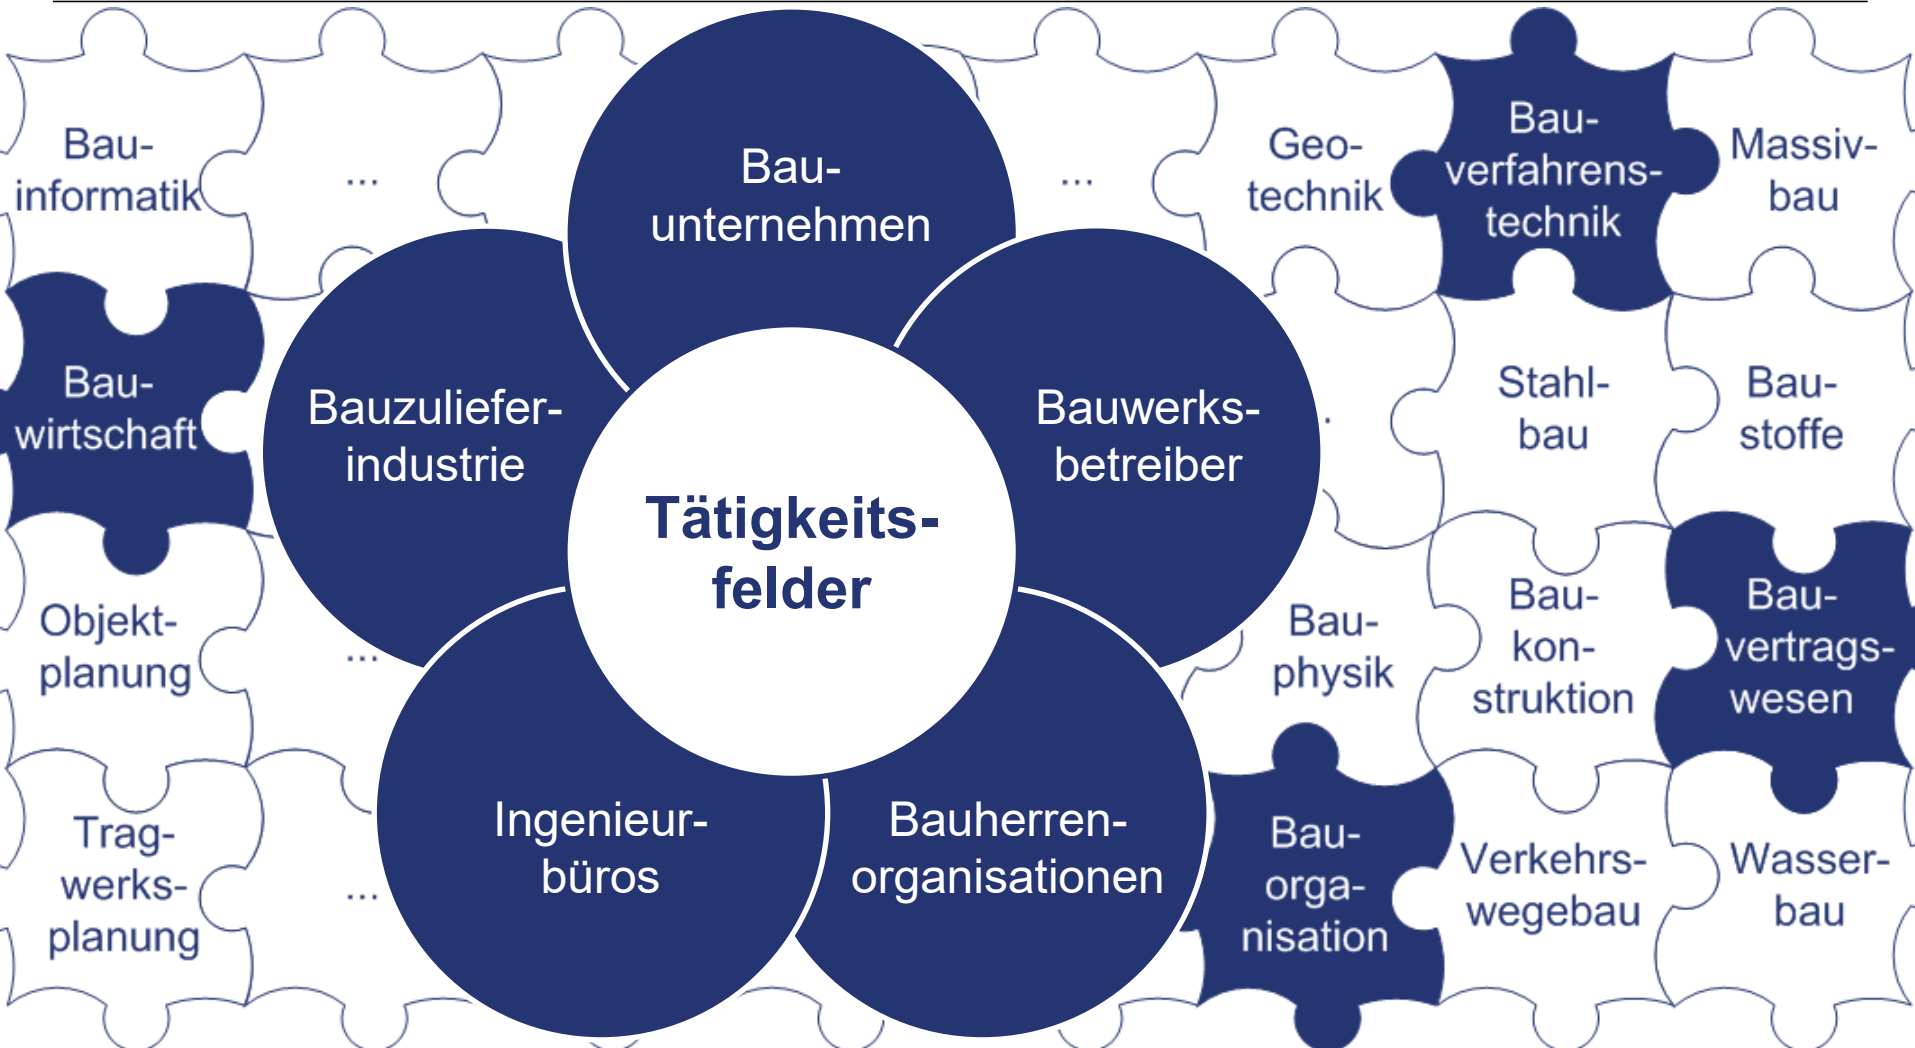 Bau-
informatik
...
Bau-
unternehmen
...
Geo-
technik
Bau-
verfahrens-
technik
Massiv-
bau
Bau-
wirtschaft
Bauzuliefer-
industrie
Tätigkeits-
felder
Bauwerks-
betreiber
.
Stahl-
bau
Bau-
stoffe
Objekt-
planung
...
Bau-
physik
Bau-
kon-
struktion
Bau-
vertrags-
wesen
Trag-
werks-
planung
...
Ingenieur-
büros
Bauherren-
organisationen
Bau-
orga-
nisation
Verkehrs-
wegebau
Wasser-
bau